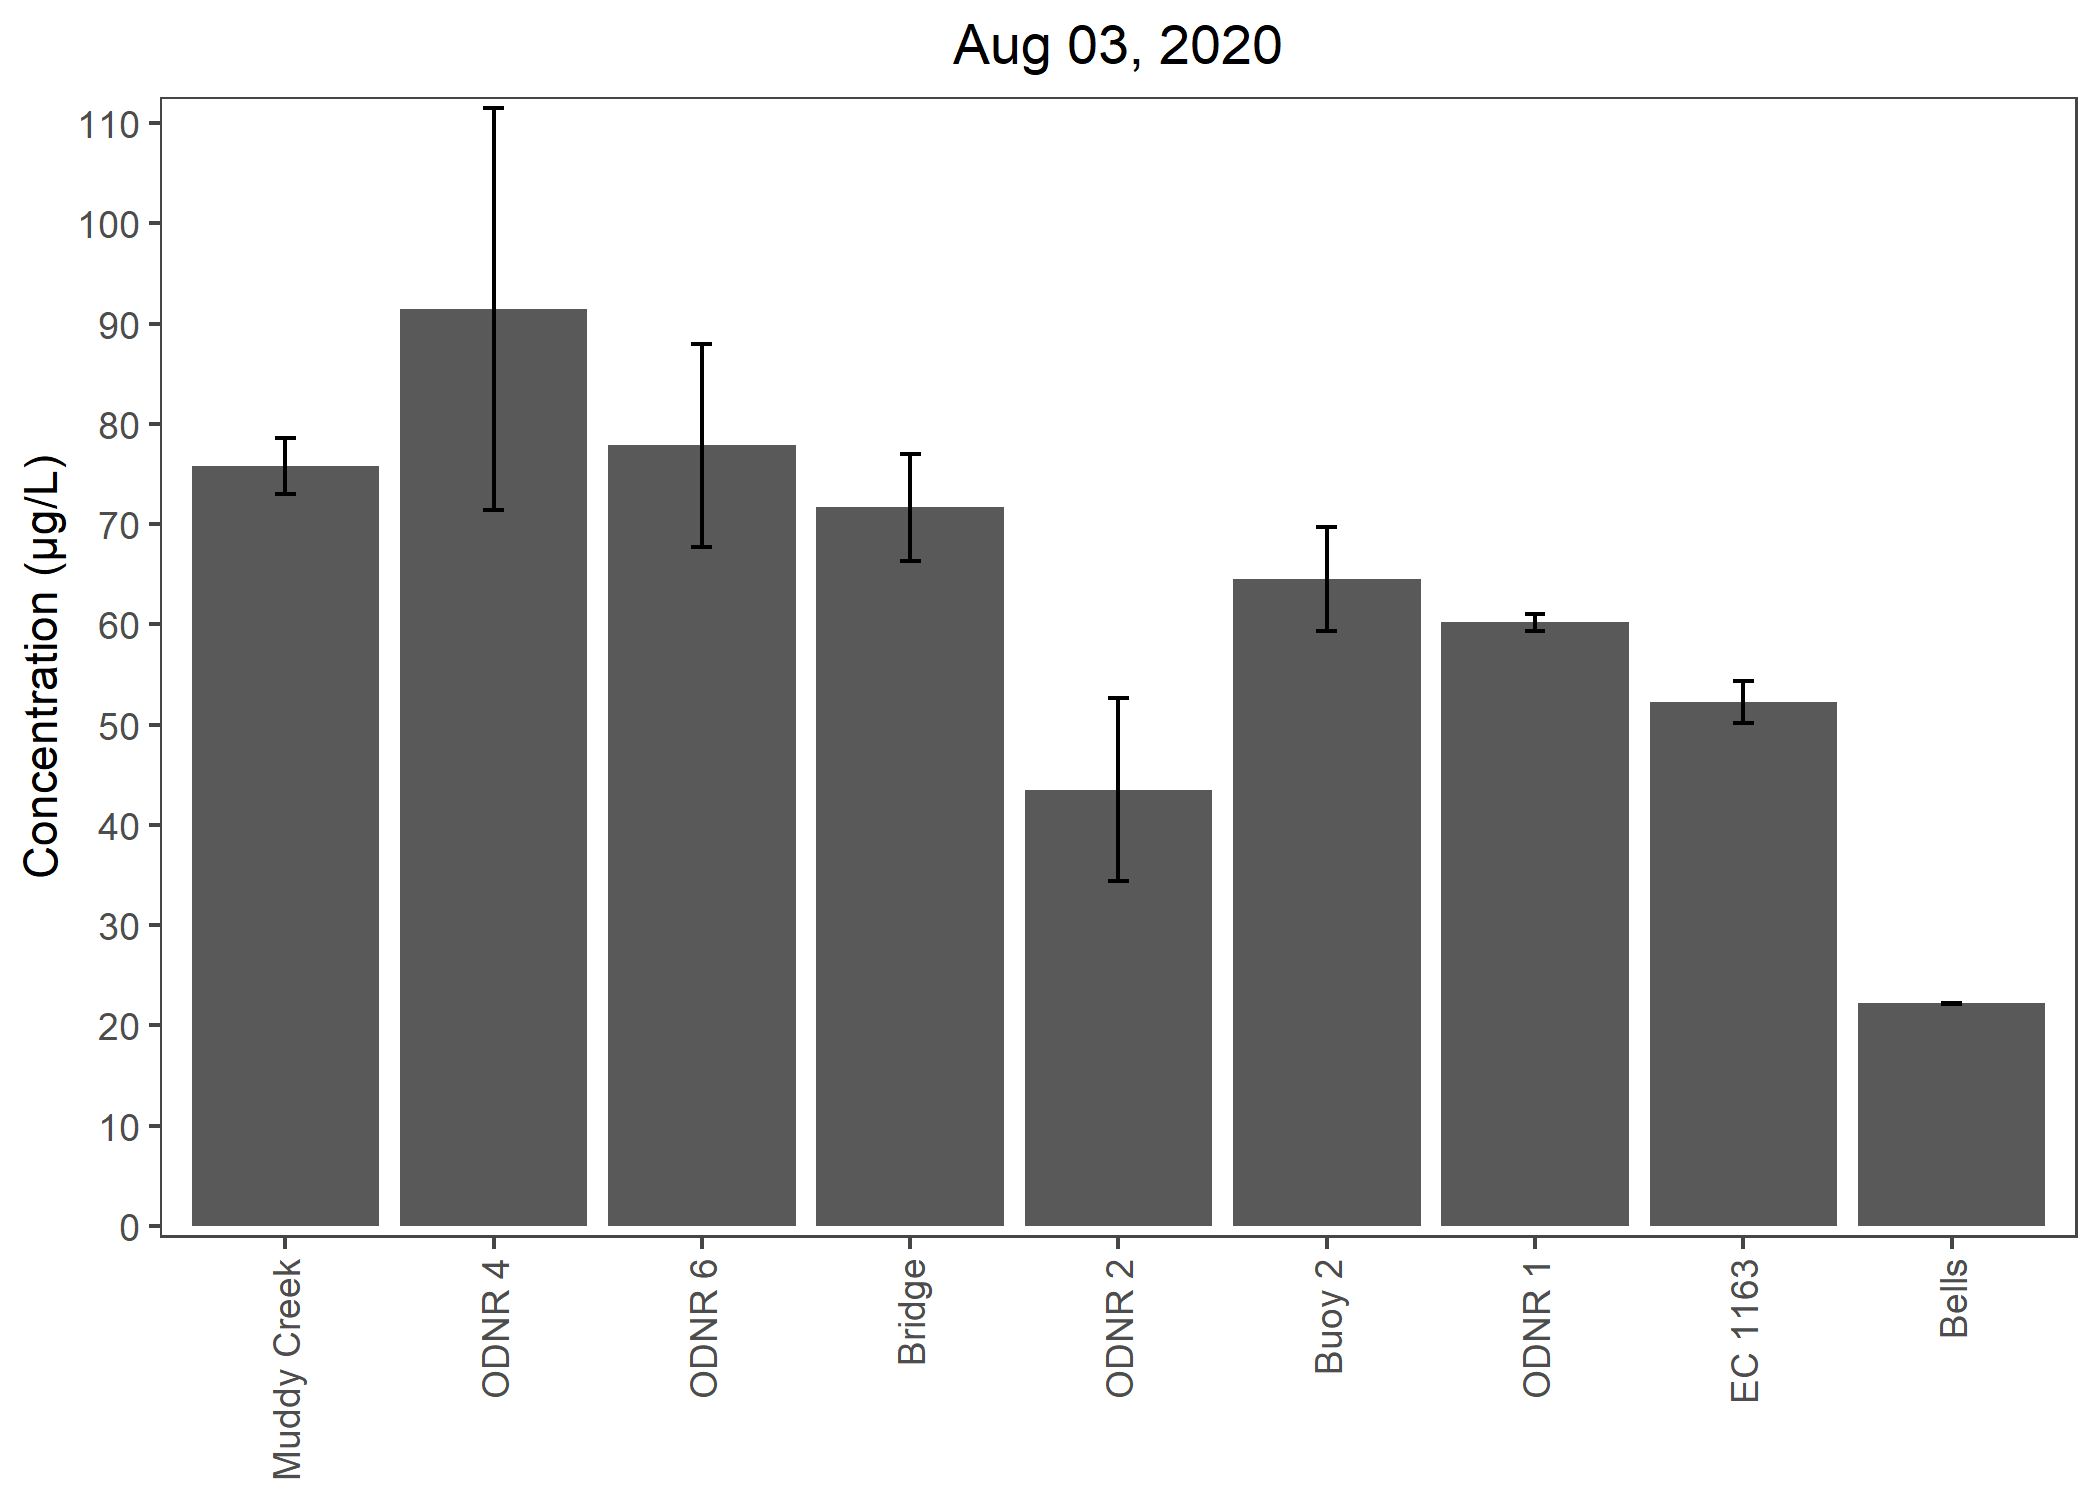 Aug 03, 2020
Concentration (µg/L)
110
100
90
80
70
60
50
40
30
20
10
0
Muddy Creek
ODNR 4
ODNR 6
Bridge
ODNR 2
Buoy 2
ODNR 1
EC 1163
Bells